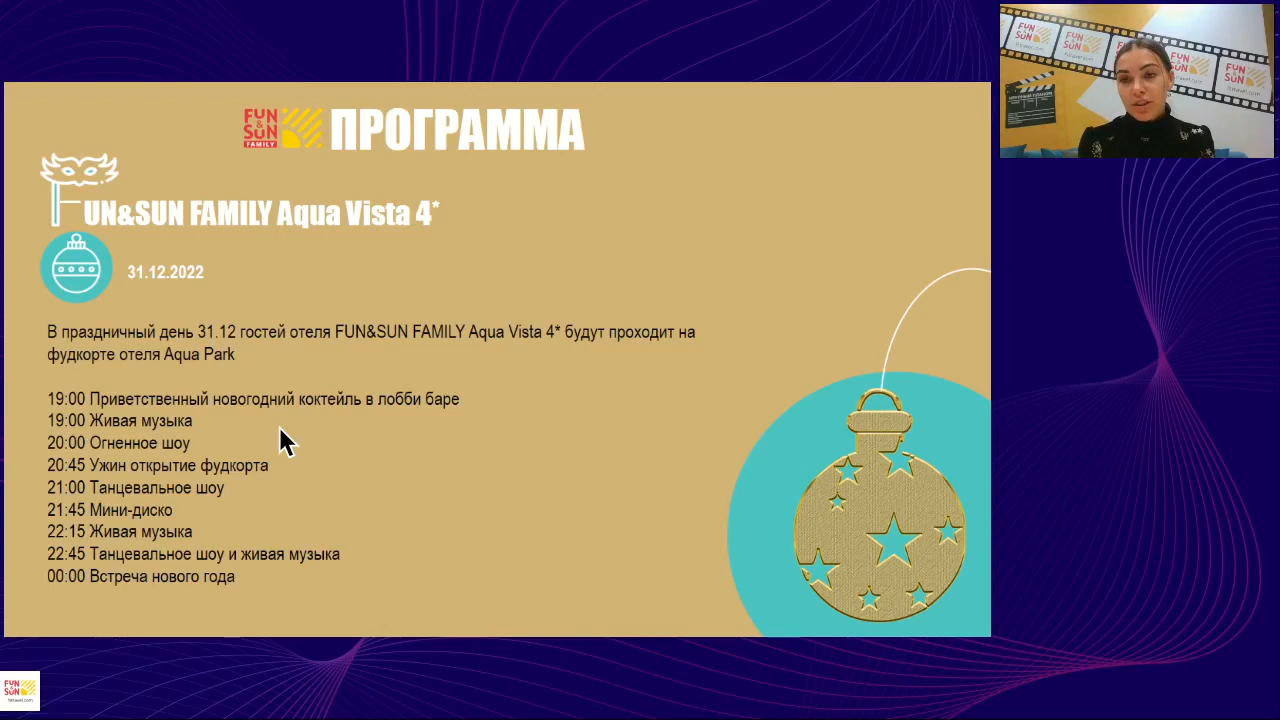 FUN
&
SUN
FAMILY
ПРОГРАММА
UN&SUN FAMILY Aqua Vista 4*
31.12.2022
В праздничный день 31.12 гостей отеля FUN&SUN FAMILY Aqua Vista 4* будут проходит на
фудкорте отеля Aqua Park
19:00 Приветственный новогодний коктейль в лобби баре
19:00 Живая музыка
20:00 Огненное шоу
20:45 Ужин открытие фудкорта
21:00 Танцевальное шоу
21:45 Мини-диско
22:15 Живая музыка
22:45 Танцевальное шоу и живая музыка
00:00 Встреча нового года
FUN
&
SUN
FUN
&
SUN
FUN
&
SUN
FUN
&
SUN